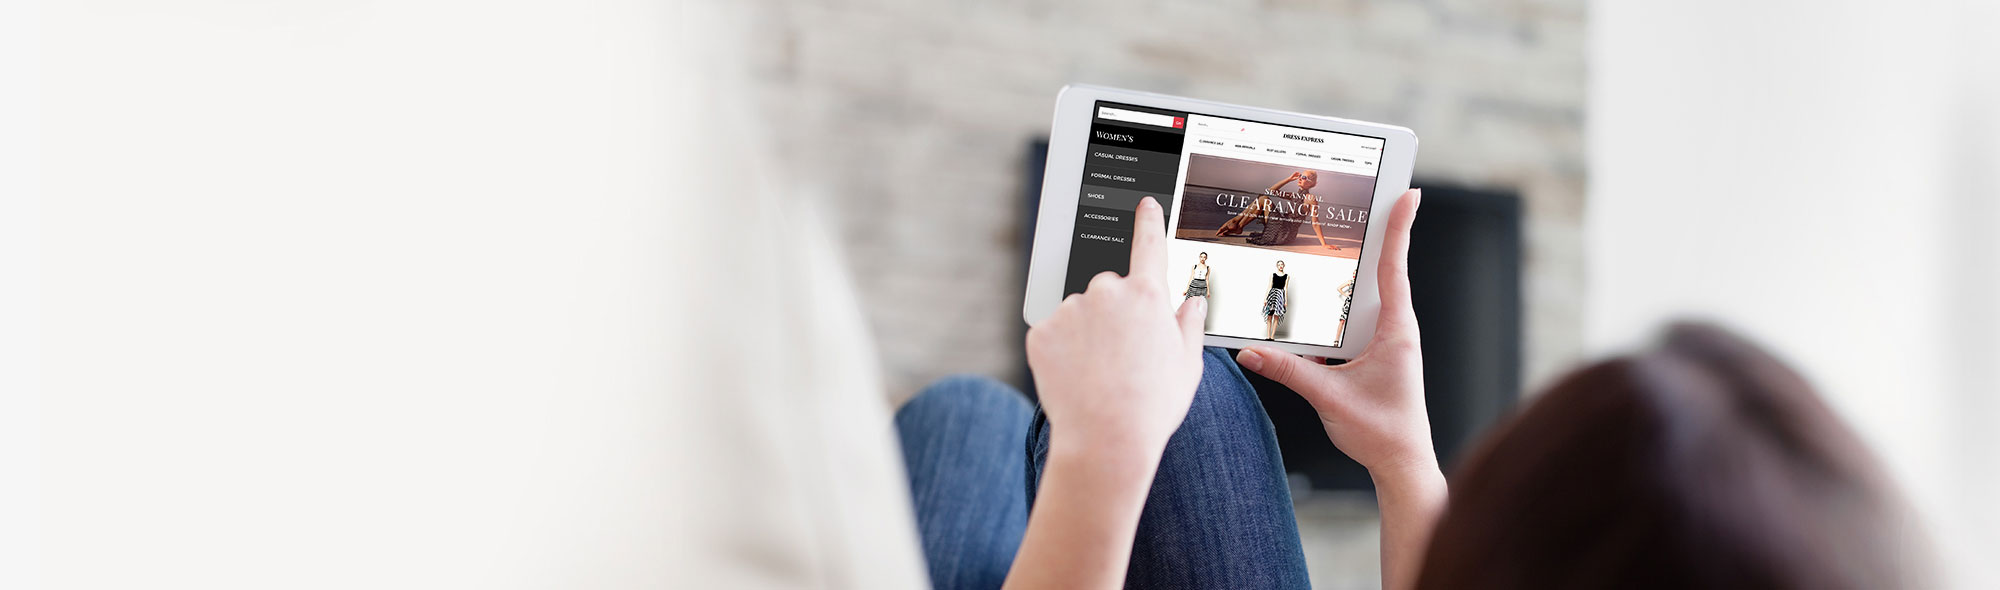 Search...
Go
WOMEN'S
CASUAL DRESSES
FORMAL DRESSES
SHOES
ACCESSORIES
CLEARANCE SALE
DRESS EXPRESS
CLEARANCE SALE
NEW ARRIVALS
BEST SELLERS
FORMAL DRESSES
CASUAL DRESSES
TOPS
SEMI-ANNUAL
CLEARANCE SALE
SHOP NOW